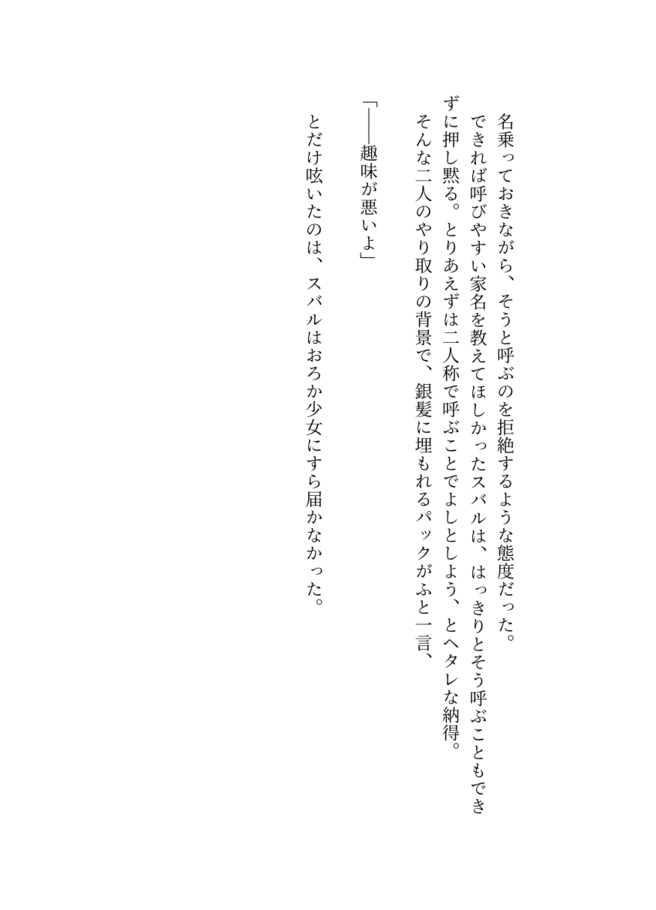 名乗っておきながら、そうと呼ぶのを拒絶するような態度だった。
できれば呼びやすい家名を教えてほしかったスバルは、はっきりとそう呼ぶこともでき
ずに押し黙る。とりあえずは二人称で呼ぶことでよしとしよう、とヘタレな納得。
そんな二人のやり取りの背景で、銀髪に埋もれるパックがふと一言、
「――趣味が悪いよ」
とだけ呟いたのは、スバルはおろか少女にすら届かなかった。